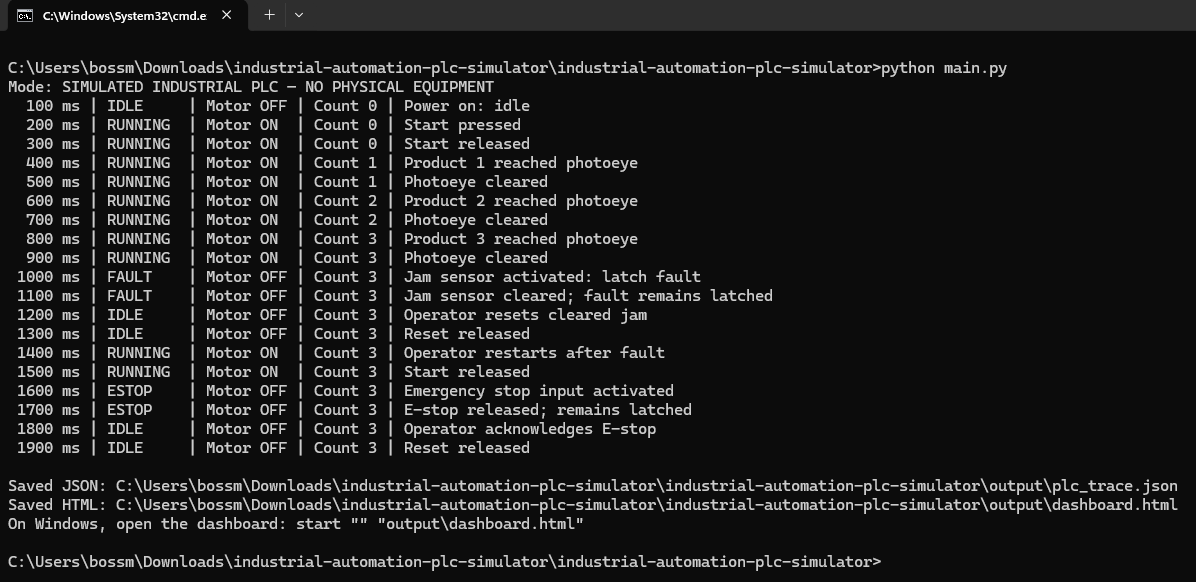 C:\Windows\System32\cmd.e
C:\Users\bossm\Downloads\industrial-automation-plc-simulator\industrial-automation-plc-simulator>python main.py
Mode: SIMULATED INDUSTRIAL PLC — NO PHYSICAL EQUIPMENT
100 ms | IDLE | Motor OFF | Count 0 | Power on: idle
200 ms | RUNNING | Motor ON | Count 0 | Start pressed
300 ms | RUNNING | Motor ON | Count 0 | Start released
400 ms | RUNNING | Motor ON | Count 1 | Product 1 reached photoeye
500 ms | RUNNING | Motor ON | Count 1 | Photoeye cleared
600 ms | RUNNING | Motor ON | Count 2 | Product 2 reached photoeye
700 ms | RUNNING | Motor ON | Count 2 | Photoeye cleared
800 ms | RUNNING | Motor ON | Count 3 | Product 3 reached photoeye
900 ms | RUNNING | Motor ON | Count 3 | Photoeye cleared
1000 ms | FAULT | Motor OFF | Count 3 | Jam sensor activated: latch fault
1100 ms | FAULT | Motor OFF | Count 3 | Jam sensor cleared; fault remains latched
1200 ms | IDLE | Motor OFF | Count 3 | Operator resets cleared jam
1300 ms | IDLE | Motor OFF | Count 3 | Reset released
1400 ms | RUNNING | Motor ON | Count 3 | Operator restarts after fault
1500 ms | RUNNING | Motor ON | Count 3 | Start released
1600 ms | ESTOP | Motor OFF | Count 3 | Emergency stop input activated
1700 ms | ESTOP | Motor OFF | Count 3 | E-stop released; remains latched
1800 ms | IDLE | Motor OFF | Count 3 | Operator acknowledges E-stop
1900 ms | IDLE | Motor OFF | Count 3 | Reset released
Saved JSON: C:\Users\bossm\Downloads\industrial-automation-plc-simulator\industrial-automation-plc-simulator\output\plc_trace.json
Saved HTML: C:\Users\bossm\Downloads\industrial-automation-plc-simulator\industrial-automation-plc-simulator\output\dashboard.html
On Windows, open the dashboard: start "" "output\dashboard.html"
C:\Users\bossm\Downloads\industrial-automation-plc-simulator\industrial-automation-plc-simulator>